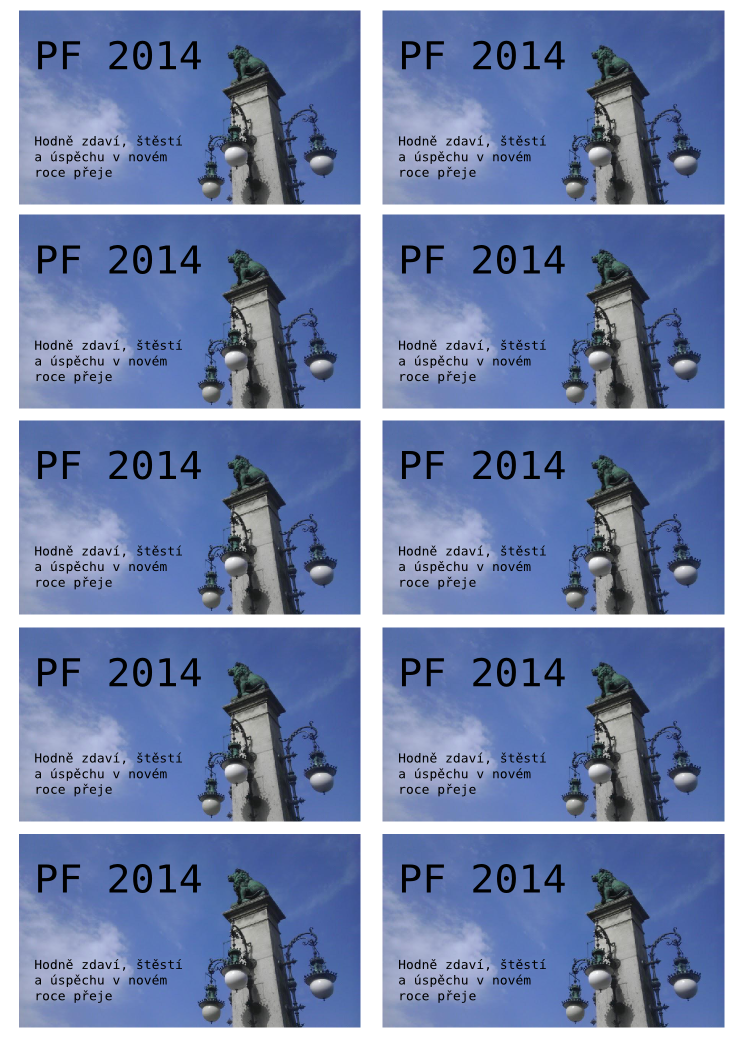 PF 2014
PF 2014
Hodně zdaví, štěstí
a úspěchu v novém
roce přeje
Hodně zdaví, štěstí
a úspěchu v novém
roce přeje
PF 2014
PF 2014
Hodně zdaví, štěstí
a úspěchu v novém
roce přeje
Hodně zdaví, štěstí
a úspěchu v novém
roce přeje
PF 2014
PF 2014
Hodně zdaví, štěstí
a úspěchu v novém
roce přeje
Hodně zdaví, štěstí
a úspěchu v novém
roce přeje
PF 2014
PF 2014
Hodně zdaví, štěstí
a úspěchu v novém
roce přeje
Hodně zdaví, štěstí
a úspěchu v novém
roce přeje
PF 2014
PF 2014
Hodně zdaví, štěstí
a úspěchu v novém
roce přeje
Hodně zdaví, štěstí
a úspěchu v novém
roce přeje